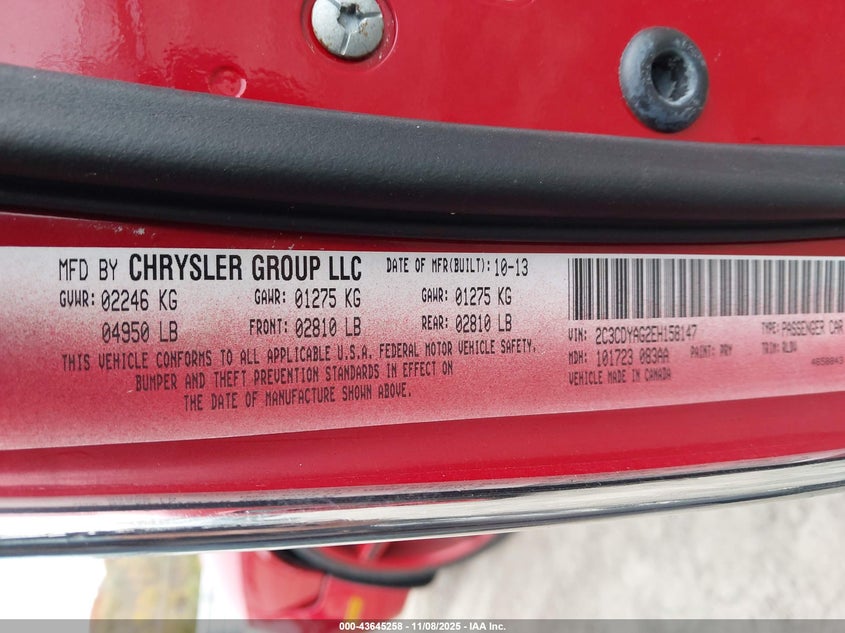 MFD BY CHRYSLER GROUP LLC DATE OF MFR(BUILT): 10-13
GVWR: 02246 KG GAWR: 01275 KG GAWR: 01275 KG
04950 LB FRONT: 02810 LB REAR: 02810 LB
THIS VEHICLE CONFORMS TO ALL APPLICABLE U.S.A. FEDERAL MOTOR VEHICLE SAFETY,
BUMPER AND THEFT PREVENTION STANDARDS IN EFFECT ON
THE DATE OF MANUFACTURE SHOWN ABOVE.
VIN: 2C3CDYAG2EH158147 TYPE: PASSENGER CAR
MDH: 101723 083AA PAINT: PRY TRIM: RLDV
VEHICLE MADE IN CANADA
000-43645258 - 11/08/2025 - IAA Inc.